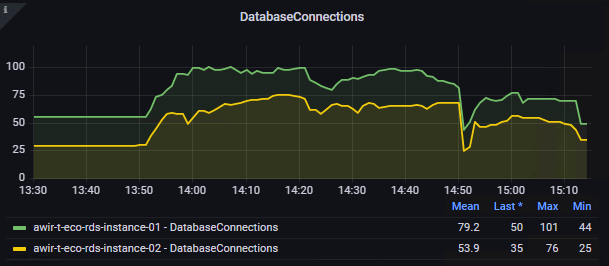 i
DatabaseConnections
100
75
50
25
0
13:30 13:40 13:50 14:00 14:10 14:20 14:30 14:40 14:50 15:00 15:10
Mean Last * Max Min
awir-t-eco-rds-instance-01 - DatabaseConnections 79.2 50 101 44
awir-t-eco-rds-instance-02 - DatabaseConnections 53.9 35 76 25